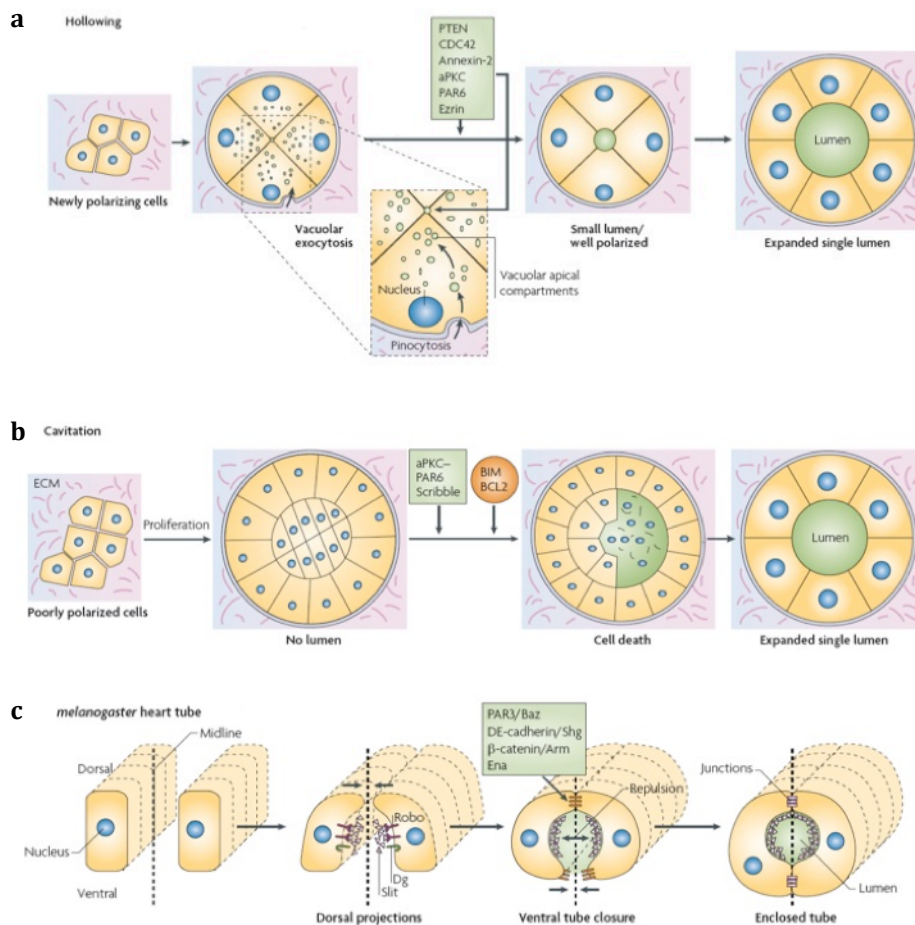 a
Hollowing
PTEN
CDC42
Annexin-2
aPKC
PAR6
Ezrin
Lumen
Newly polarizing cells
Vacuolar
exocytosis
Small lumen/
well polarized
Expanded single lumen
Nucleus
Vacuolar apical
compartments
Pinocytosis
b
Cavitation
ECM
aPKC–
PAR6
Scribble
BIM
BCL2
Proliferation
Lumen
Poorly polarized cells
No lumen
Cell death
Expanded single lumen
c
melanogaster heart tube
Midline
Dorsal
Nucleus
Ventral
Robo
Dg
Slit
Dorsal projections
PAR3/Baz
DE-cadherin/Shg
β-catenin/Arm
Ena
Repulsion
Ventral tube closure
Junctions
Lumen
Enclosed tube